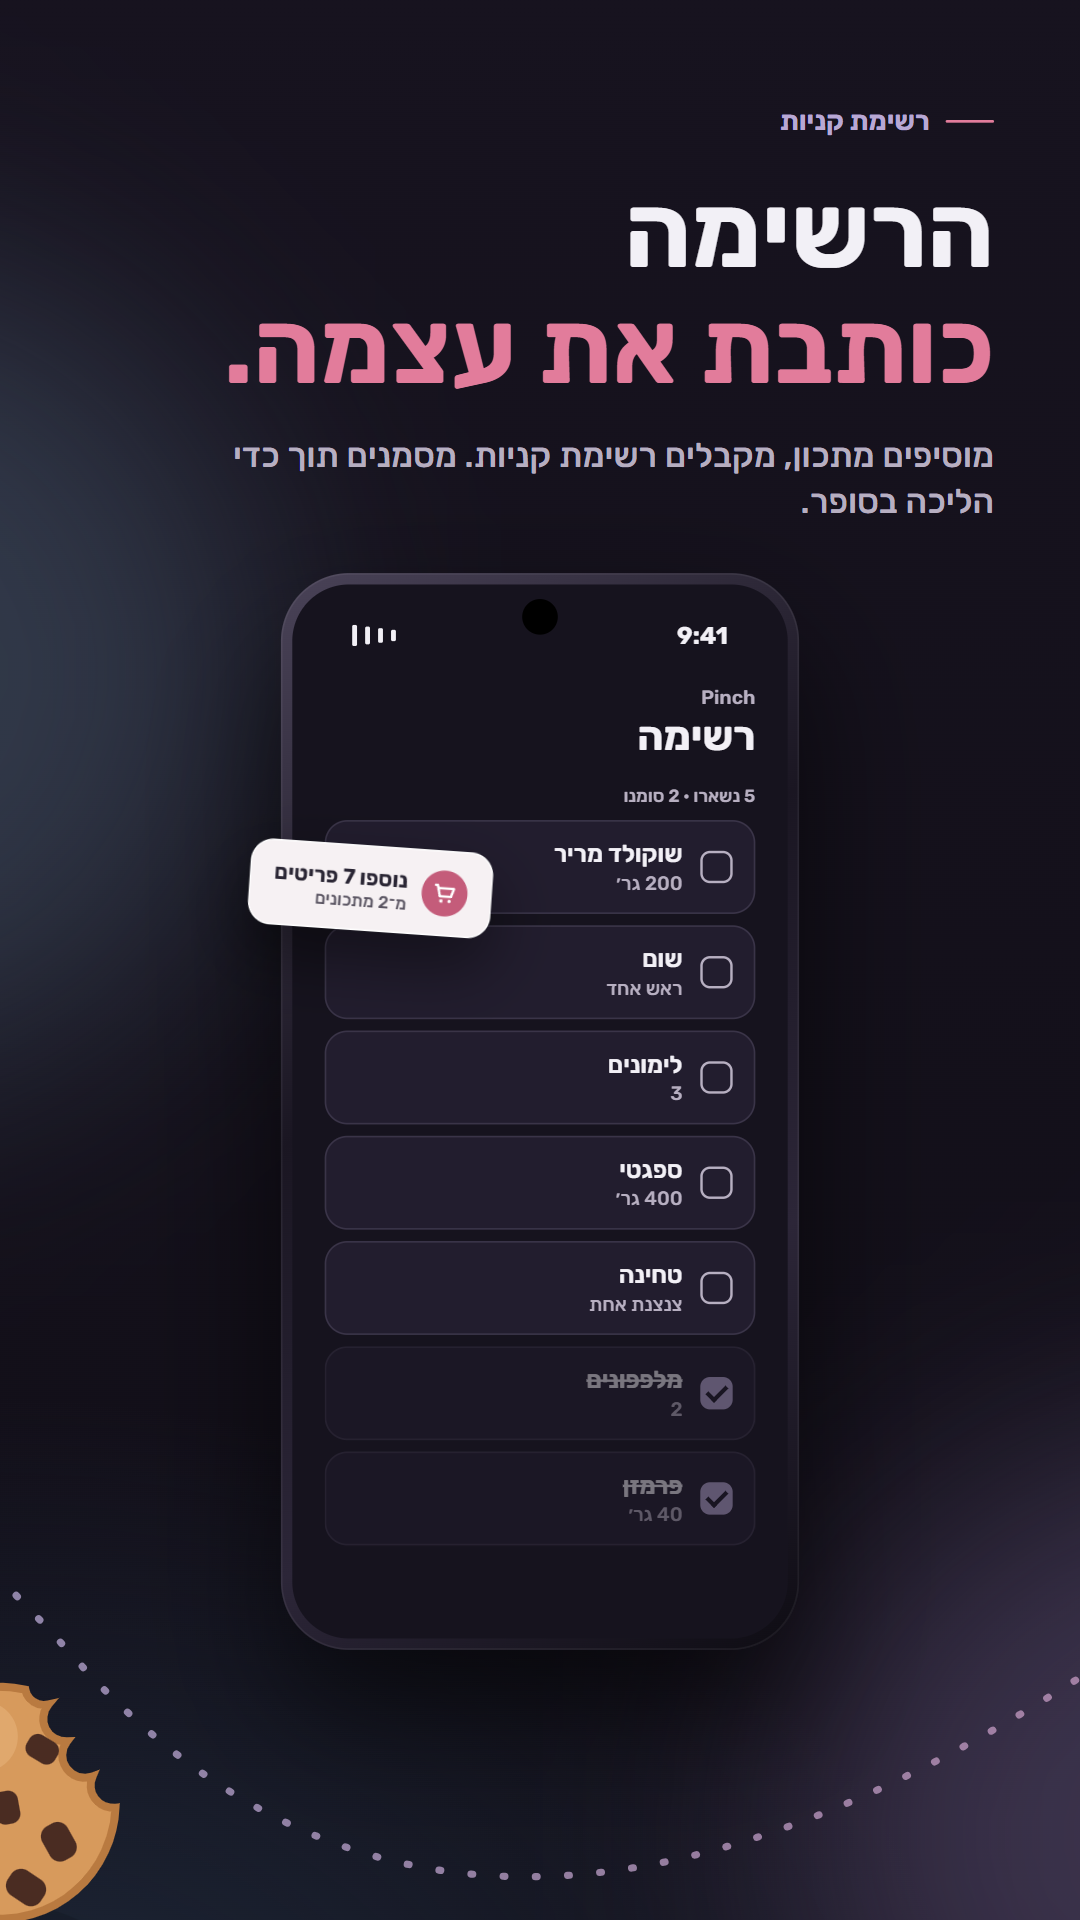 רשימת קניות
הרשימה
כותבת את עצמה.
מוסיפים מתכון, מקבלים רשימת קניות. מסמנים תוך כדי
הליכה בסופר.
9:41
Pinch
רשימה
5 נשארו • 2 סומנו
שוקולד מריר
200 גר׳
נוספו 7 פריטים
מ־2 מתכונים
שום
ראש אחד
לימונים
3
ספגטי
400 גר׳
טחינה
צנצנת אחת
מלפפונים
2
פרמזן
40 גר׳